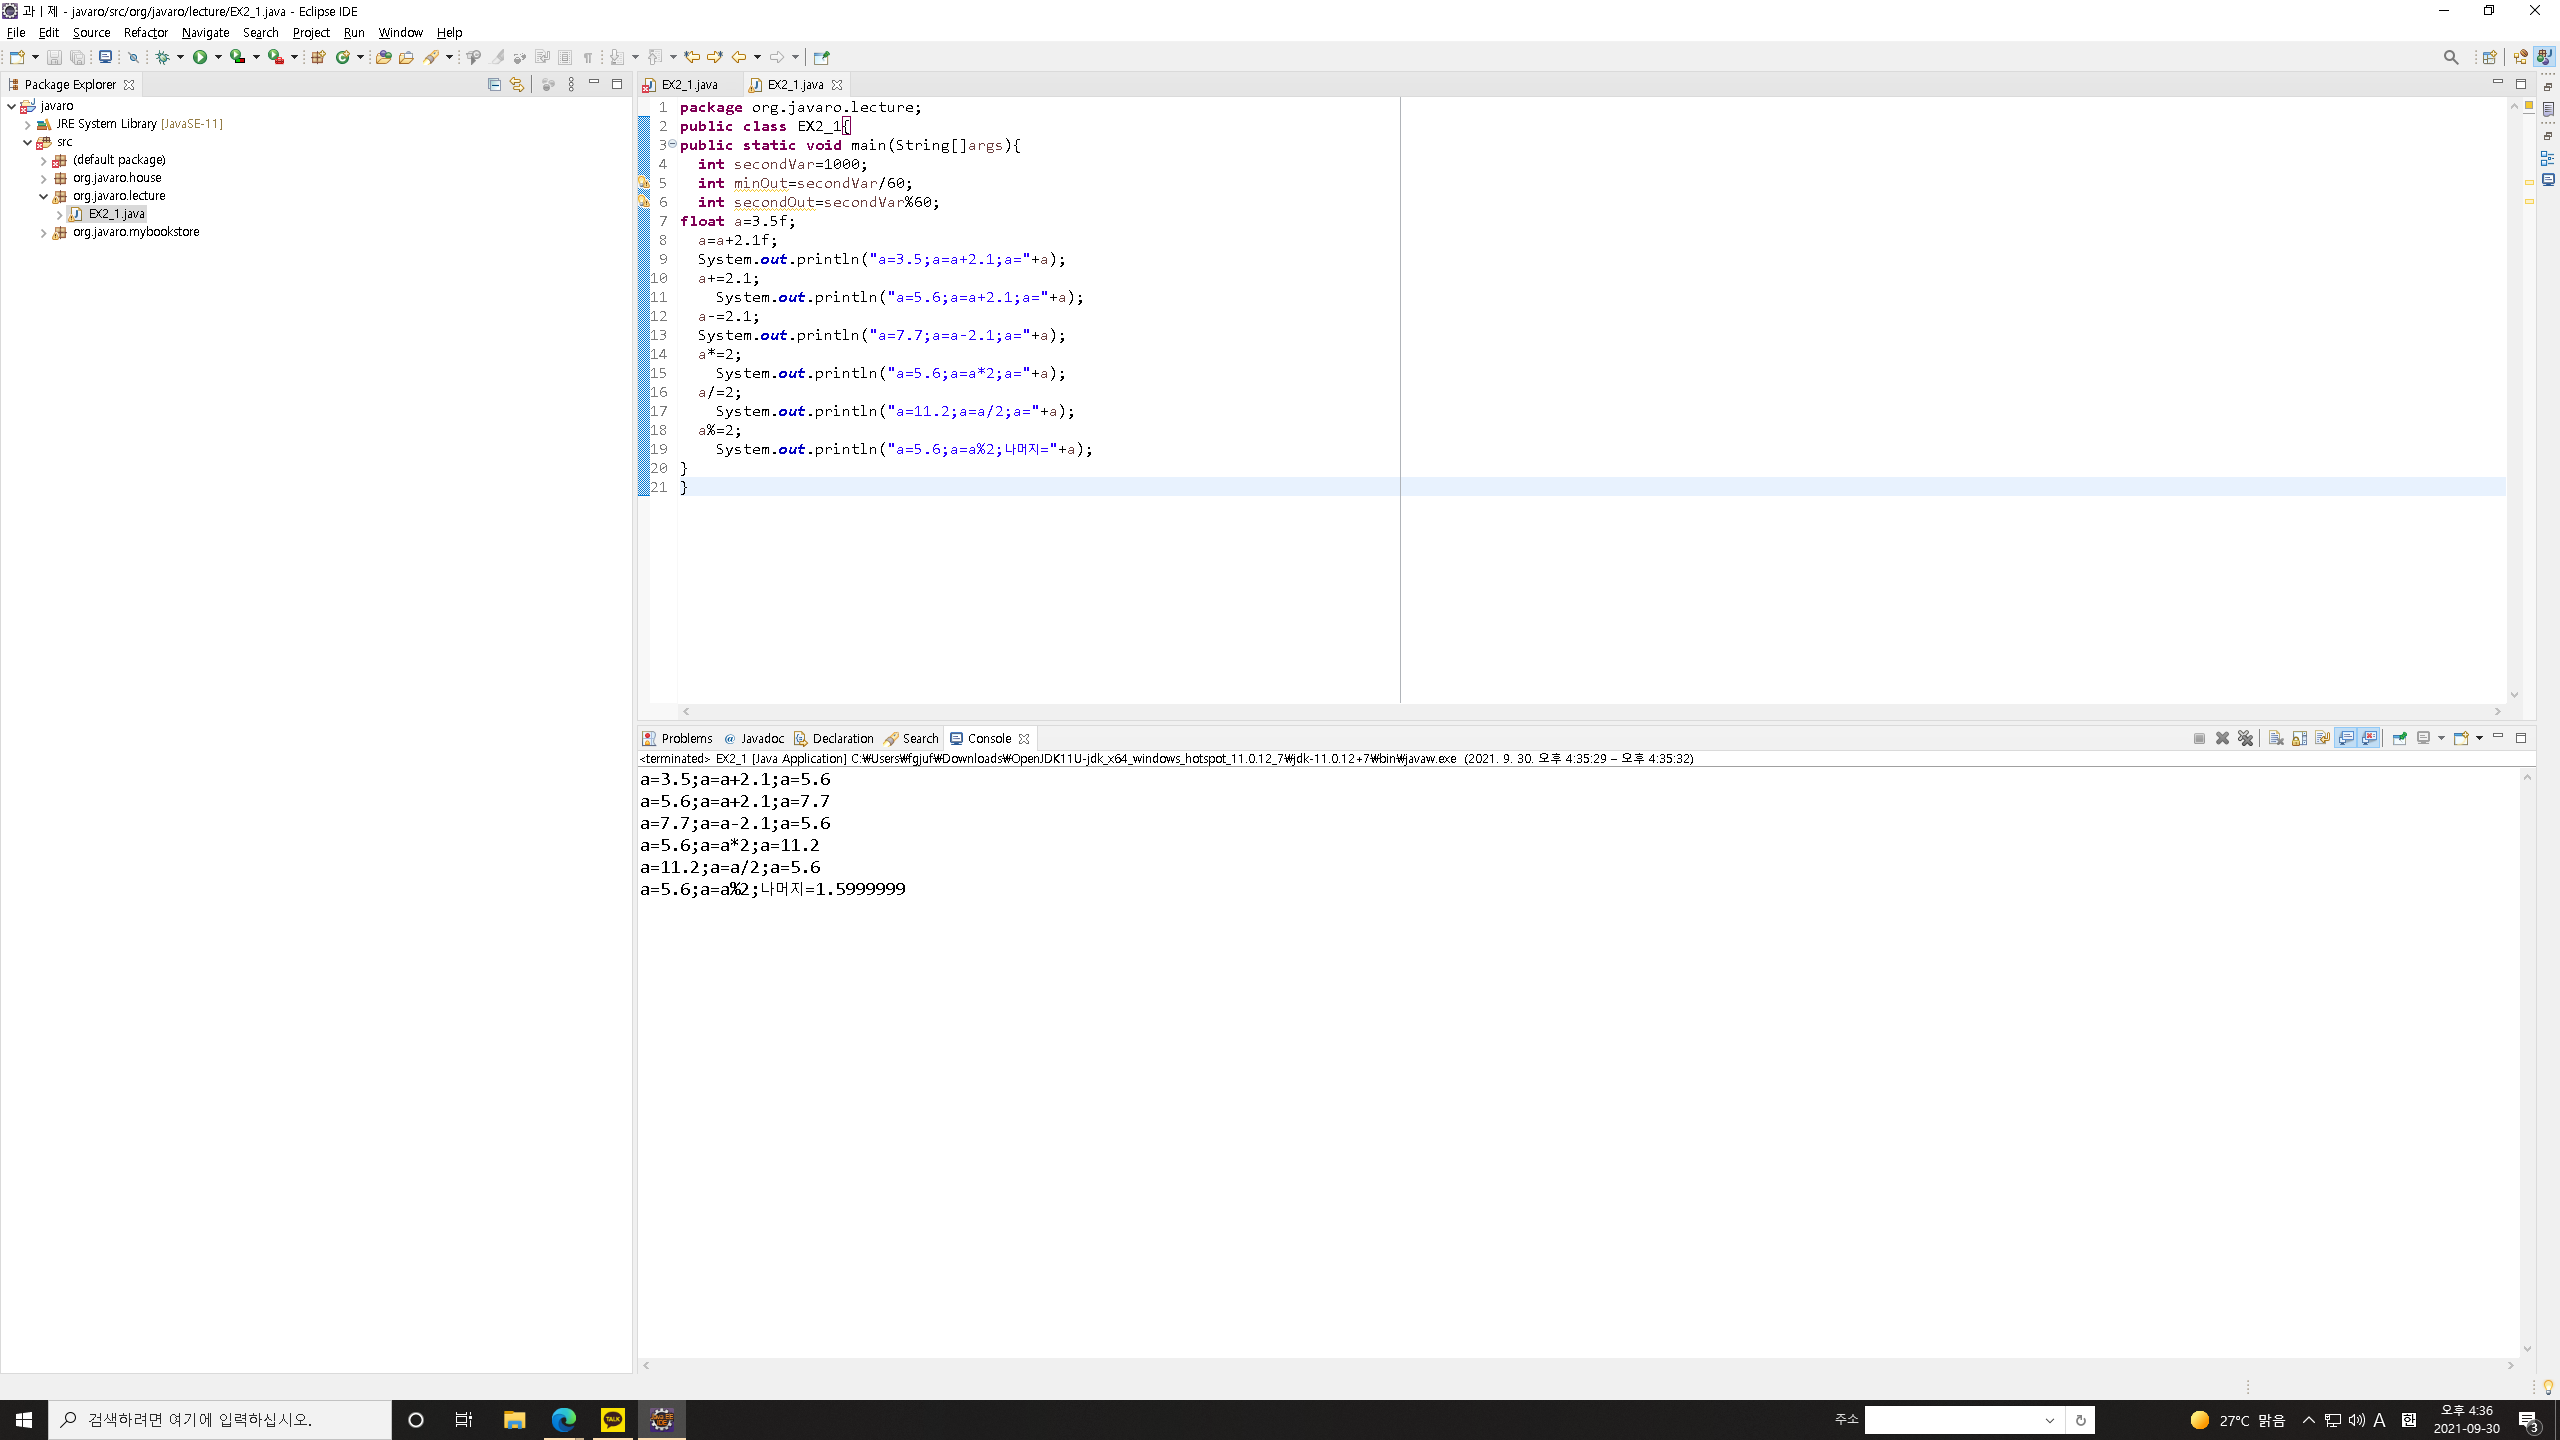 과ㅣ제 - javaro/src/org/javaro/lecture/EX2_1.java - Eclipse IDE
File Edit Source Refactor Navigate Search Project Run Window Help
Package Explorer
javaro
JRE System Library [JavaSE-11]
src
(default package)
org.javaro.house
org.javaro.lecture
EX2_1.java
org.javaro.mybookstore
EX2_1.java EX2_1.java
1 package org.javaro.lecture;
2 public class EX2_1{
3 public static void main(String[]args){
4 int secondVar=1000;
5 int minOut=secondVar/60;
6 int secondOut=secondVar%60;
7 float a=3.5f;
8 a=a+2.1f;
9 System.out.println("a=3.5;a=a+2.1;a="+a);
10 a+=2.1;
11 System.out.println("a=5.6;a=a+2.1;a="+a);
12 a-=2.1;
13 System.out.println("a=7.7;a=a-2.1;a="+a);
14 a*=2;
15 System.out.println("a=5.6;a=a*2;a="+a);
16 a/=2;
17 System.out.println("a=11.2;a=a/2;a="+a);
18 a%=2;
19 System.out.println("a=5.6;a=a%2;나머지="+a);
20 }
21 }
Problems @ Javadoc Declaration Search Console
<terminated> EX2_1 [Java Application] C:₩Users₩fgjuf₩Downloads₩OpenJDK11U-jdk_x64_windows_hotspot_11.0.12_7₩jdk-11.0.12+7₩bin₩javaw.exe (2021. 9. 30. 오후 4:35:29 – 오후 4:35:32)
a=3.5;a=a+2.1;a=5.6
a=5.6;a=a+2.1;a=7.7
a=7.7;a=a-2.1;a=5.6
a=5.6;a=a*2;a=11.2
a=11.2;a=a/2;a=5.6
a=5.6;a=a%2;나머지=1.5999999
검색하려면 여기에 입력하십시오.
TALK
주소
27°C 맑음
A 한
오후 4:36
2021-09-30
3